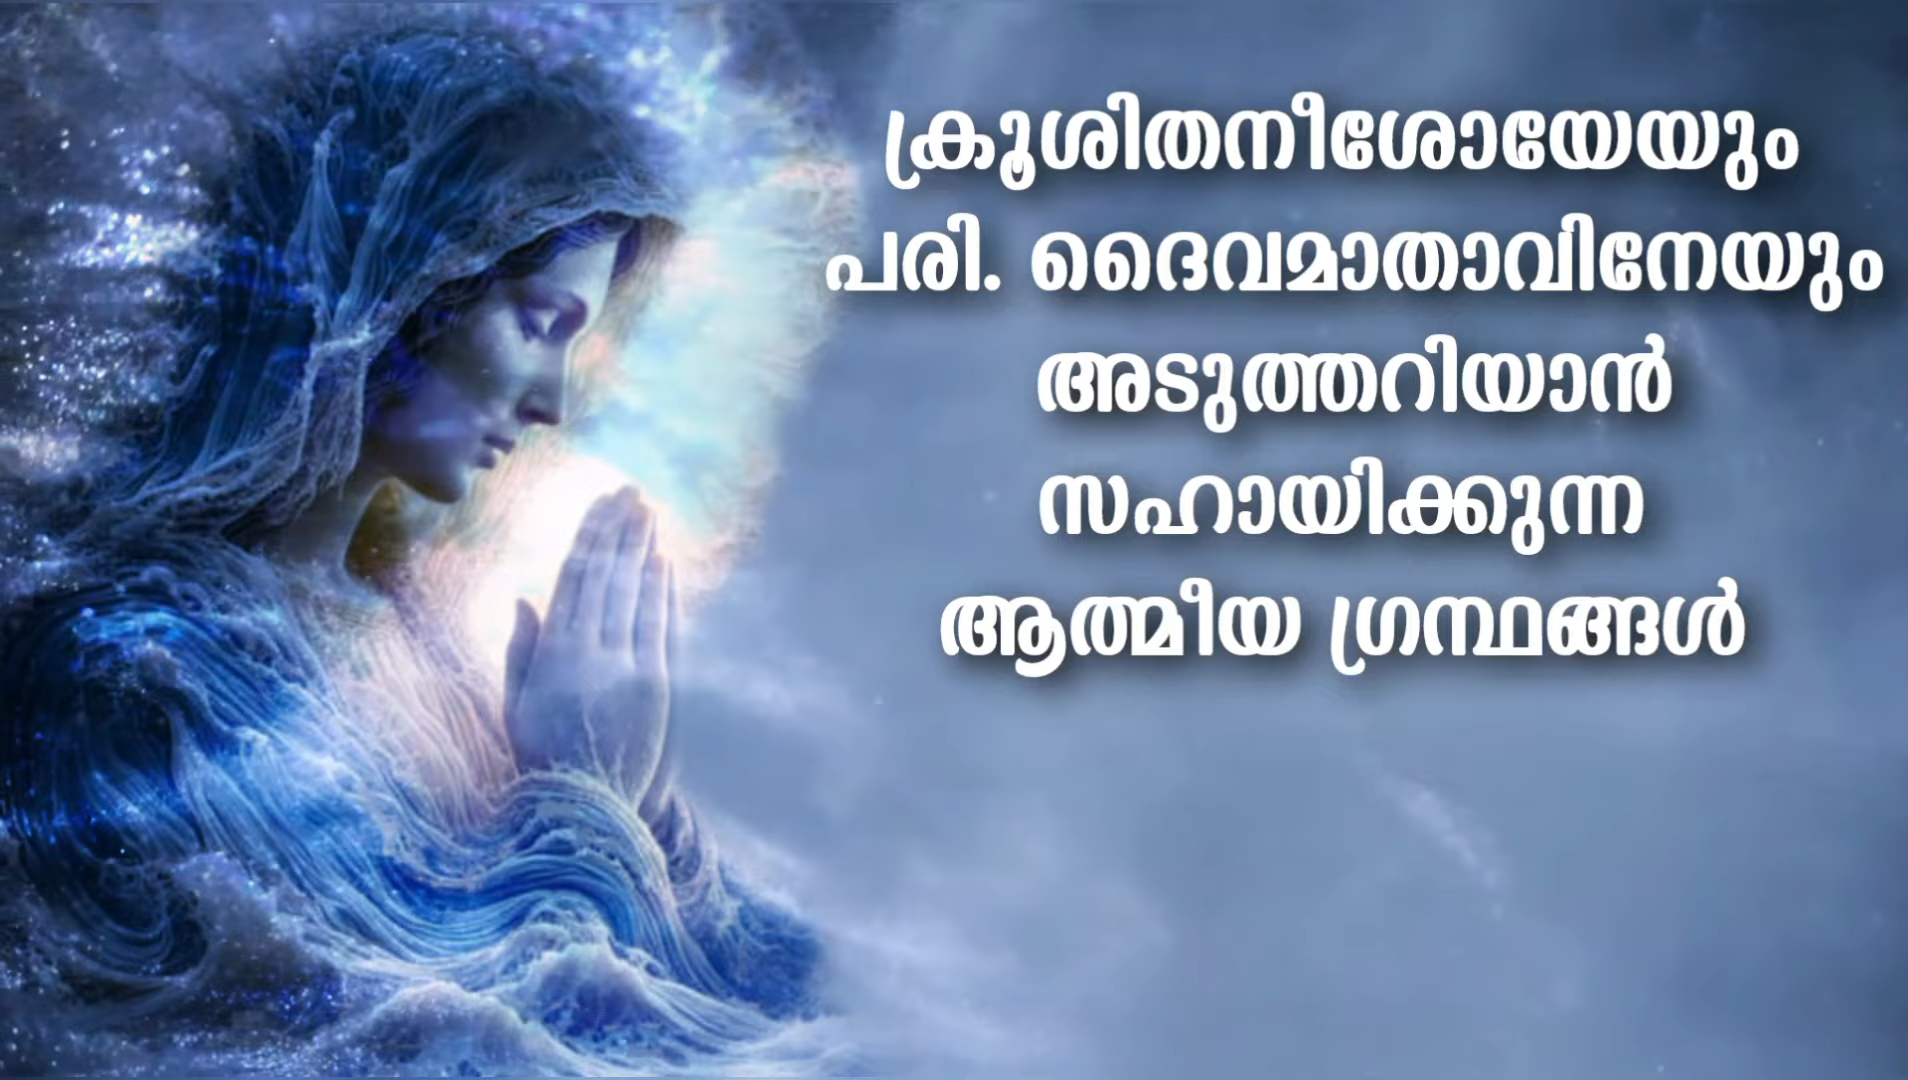 ക്രൂശിതനീശോയേയും
പരി. ദൈവമാതാവിനേയും
അടുത്തറിയാൻ
സഹായിക്കുന്ന
ആത്മീയ ഗ്രന്ഥങ്ങൾ